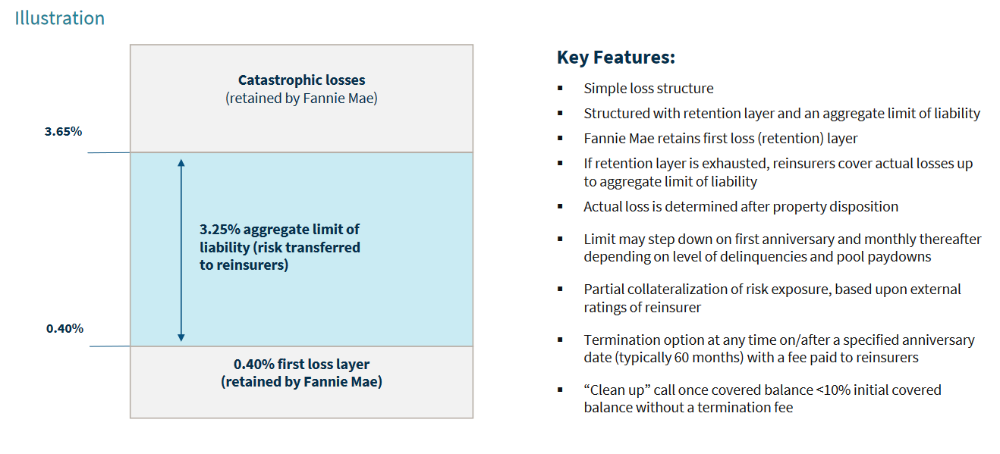 Illustration
Catastrophic losses
(retained by Fannie Mae)
3.65%
3.25% aggregate limit of
liability (risk transferred
to reinsurers)
0.40%
0.40% first loss layer
(retained by Fannie Mae)
Key Features:
▪ Simple loss structure
▪ Structured with retention layer and an aggregate limit of liability
▪ Fannie Mae retains first loss (retention) layer
▪ If retention layer is exhausted, reinsurers cover actual losses up
to aggregate limit of liability
▪ Actual loss is determined after property disposition
▪ Limit may step down on first anniversary and monthly thereafter
depending on level of delinquencies and pool paydowns
▪ Partial collateralization of risk exposure, based upon external
ratings of reinsurer
▪ Termination option at any time on/after a specified anniversary
date (typically 60 months) with a fee paid to reinsurers
▪ “Clean up” call once covered balance <10% initial covered
balance without a termination fee